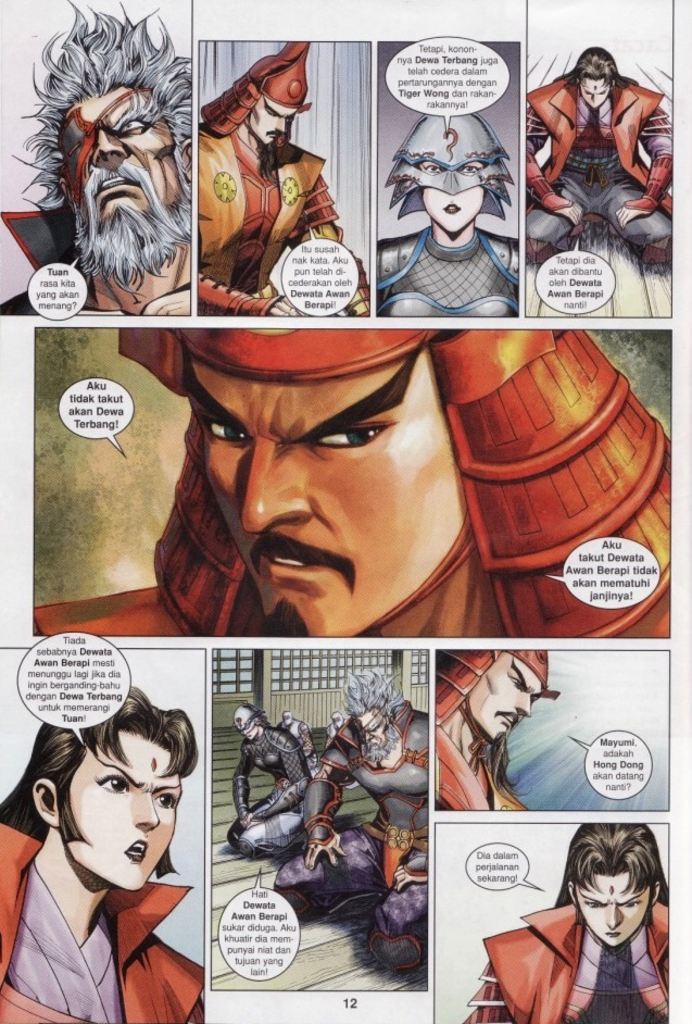 Tuan
rasa kita
yang akan
menang?
Itu susah
nak kata. Aku
pun telah di-
cederakan oleh
Dewata Awan
Berapi!
Tetapi, konon-
nya Dewa Terbang juga
telah cedera dalam
pertarungannya dengan
Tiger Wong dan rakan-
rakannya!
Tetapi dia
akan dibantu
oleh Dewata
Awan Berapi
nanti!
Aku
tidak takut
akan Dewa
Terbang!
Aku
takut Dewata
Awan Berapi tidak
akan mematuhi
janjinya!
Tiada
sebabnya Dewata
Awan Berapi mesti
menunggu lagi jika dia
ingin berganding-bahu
dengan Dewa Terbang
untuk memerangi
Tuan!
Hati
Dewata
Awan Berapi
sukar diduga. Aku
khuatir dia mem-
punyai niat dan
tujuan yang
lain!
Mayumi,
adakah
Hong Dong
akan datang
nanti?
Dia dalam
perjalanan
sekarang!
12